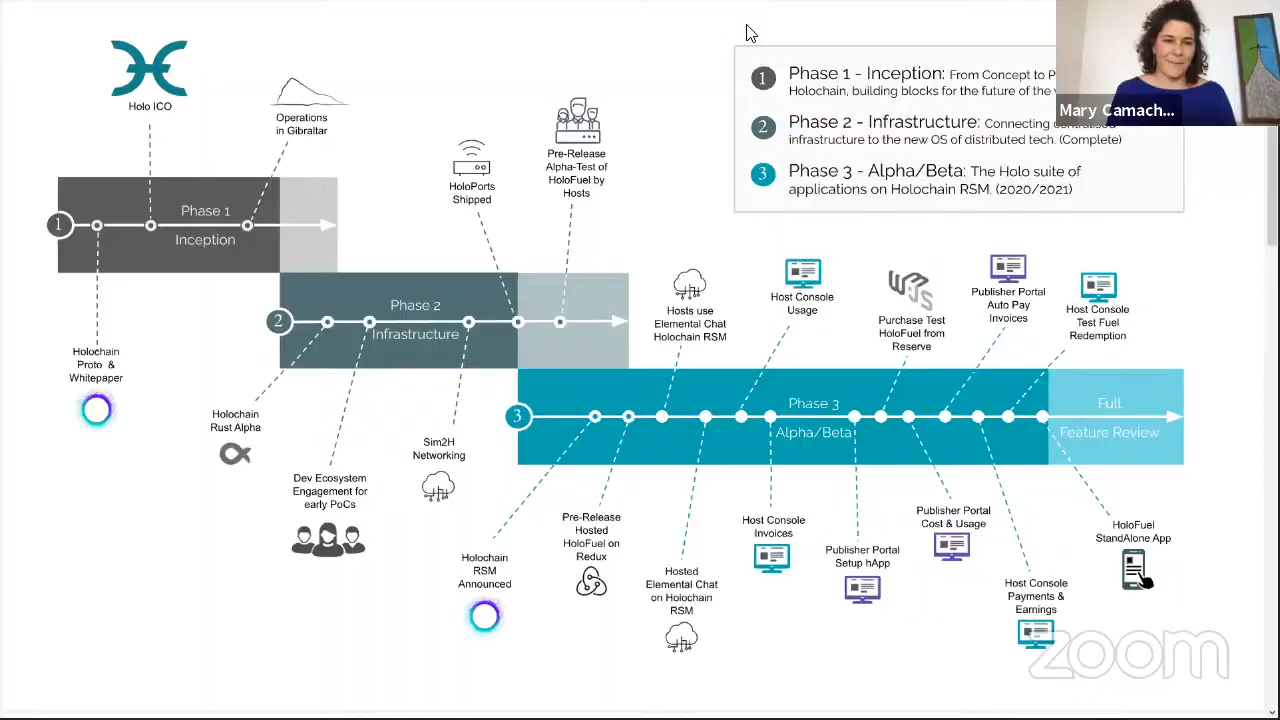 Holo ICO
Operations
in Gibraltar
HoloPorts
Shipped
Pre-Release
Alpha-Test of
HoloFuel by
Hosts
1
Phase 1 - Inception: From Concept to P
Holochain, building blocks for the future of the
2
Phase 2 - Infrastructure: Connecting
infrastructure to the new OS of distributed tech. (Complete)
3
Phase 3 - Alpha/Beta: The Holo suite of
applications on Holochain RSM. (2020/2021)
Mary Camach...
1
Phase 1
Inception
2
Phase 2
Infrastructure
Hosts use
Elemental Chat
Holochain RSM
Host Console
Usage
W3JS
Purchase Test
HoloFuel from
Reserve
Publisher Portal
Auto Pay
Invoices
Host Console
Test Fuel
Redemption
3
Phase 3
Alpha/Beta
Full
Feature Review
Holochain
Proto &
Whitepaper
Holochain
Rust Alpha
Dev Ecosystem
Engagement for
early PoCs
Sim2H
Networking
Holochain
RSM
Announced
Pre-Release
Hosted
HoloFuel on
Redux
Hosted
Elemental Chat
on Holochain
RSM
Host Console
Invoices
Publisher Portal
Setup hApp
Publisher Portal
Cost & Usage
Host Console
Payments &
Earnings
HoloFuel
StandAlone App
zoom